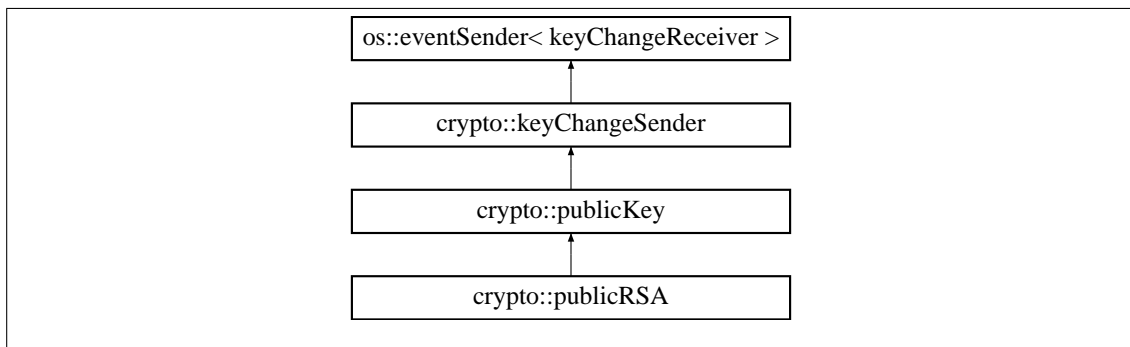 os::eventSender< keyChangeReceiver >
crypto::keyChangeSender
crypto::publicKey
crypto::publicRSA